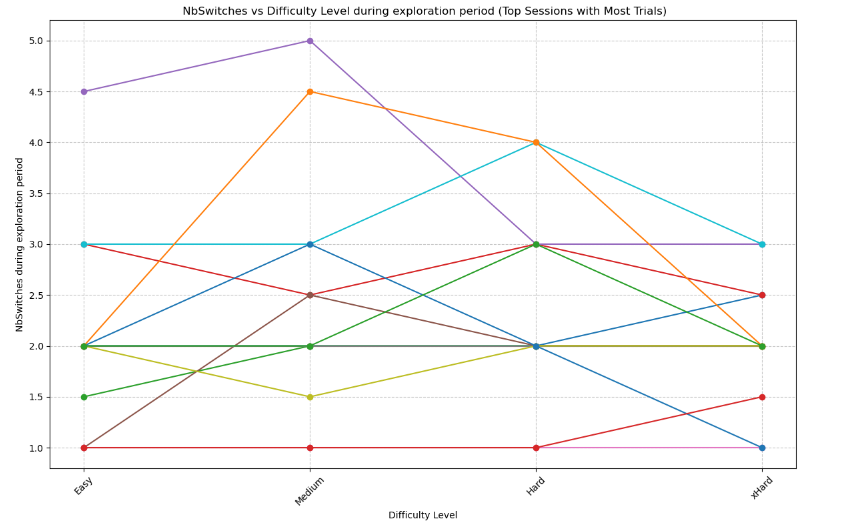 NbSwitches vs Difficulty Level during exploration period (Top Sessions with Most Trials)
NbSwitches during exploration period
5.0
4.5
4.0
3.5
3.0
2.5
2.0
1.5
1.0
Easy
Medium
Hard
xHard
Difficulty Level